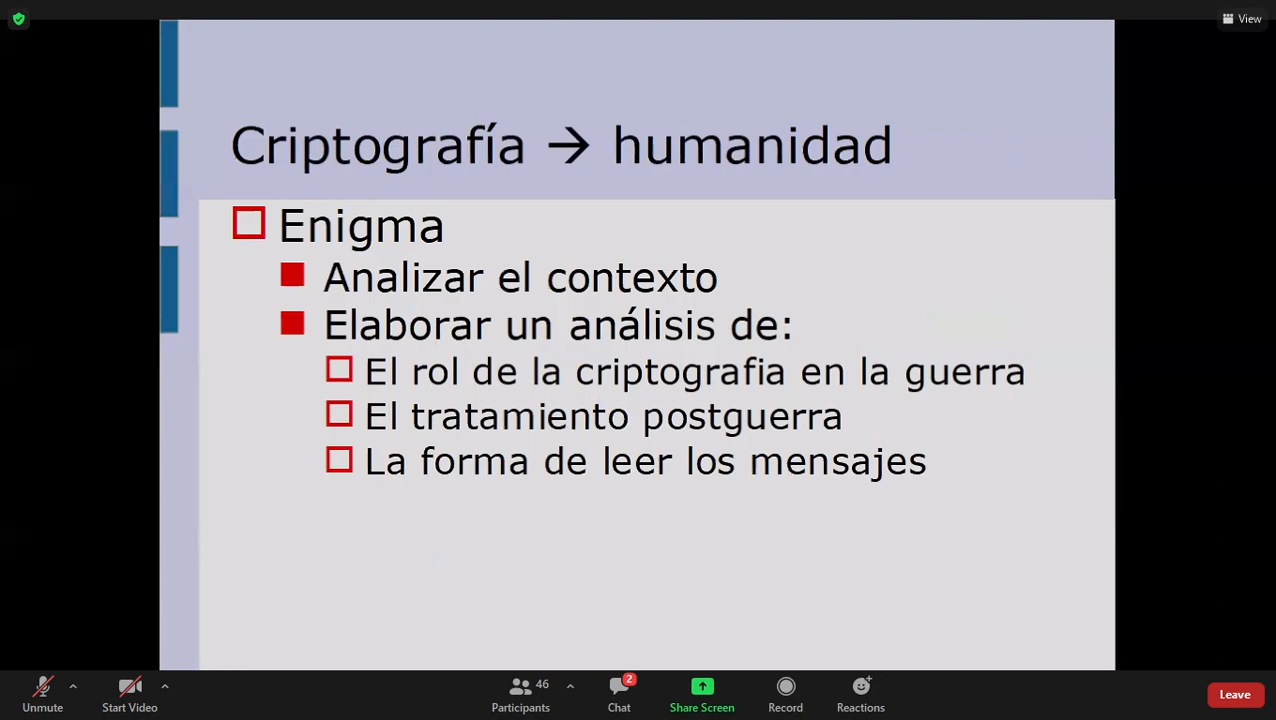 View
Criptografía → humanidad
Enigma
Analizar el contexto
Elaborar un análisis de:
El rol de la criptografia en la guerra
El tratamiento postguerra
La forma de leer los mensajes
Unmute
Start Video
46
Participants
2
Chat
Share Screen
Record
Reactions
Leave